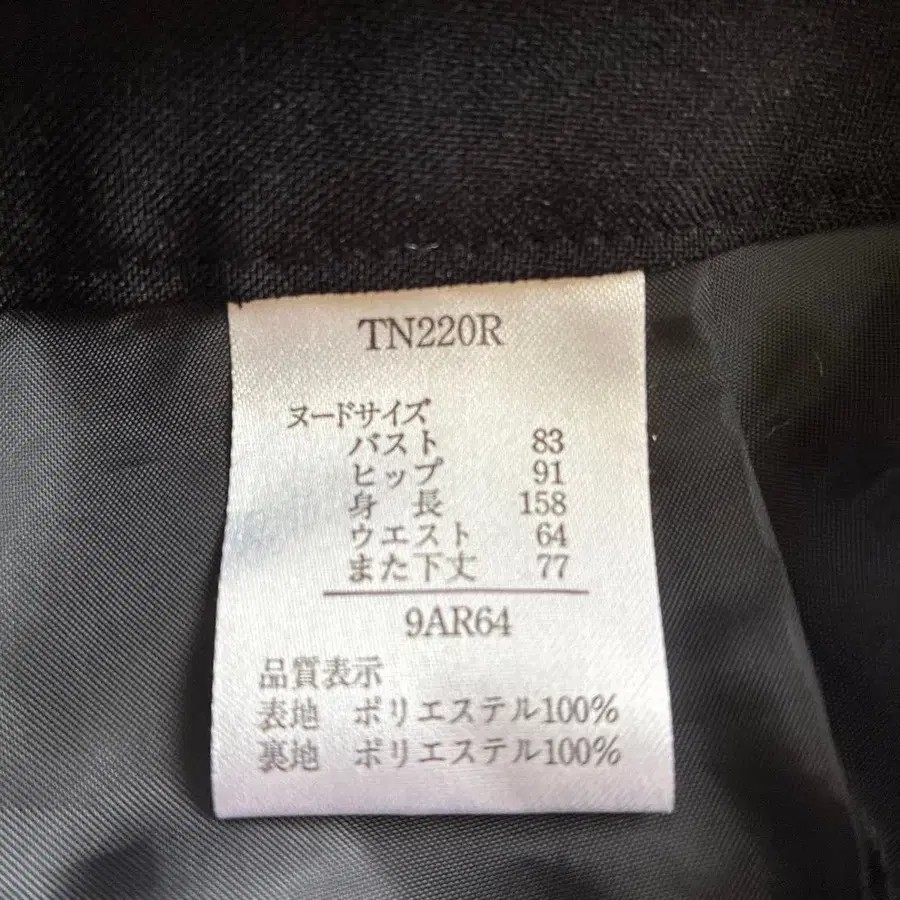 TN220R
ヌードサイズ
バスト 83
ヒップ 91
身長 158
ウエスト 64
また下丈 77
9AR64
品質表示
表地 ポリエステル100%
裏地 ポリエステル100%